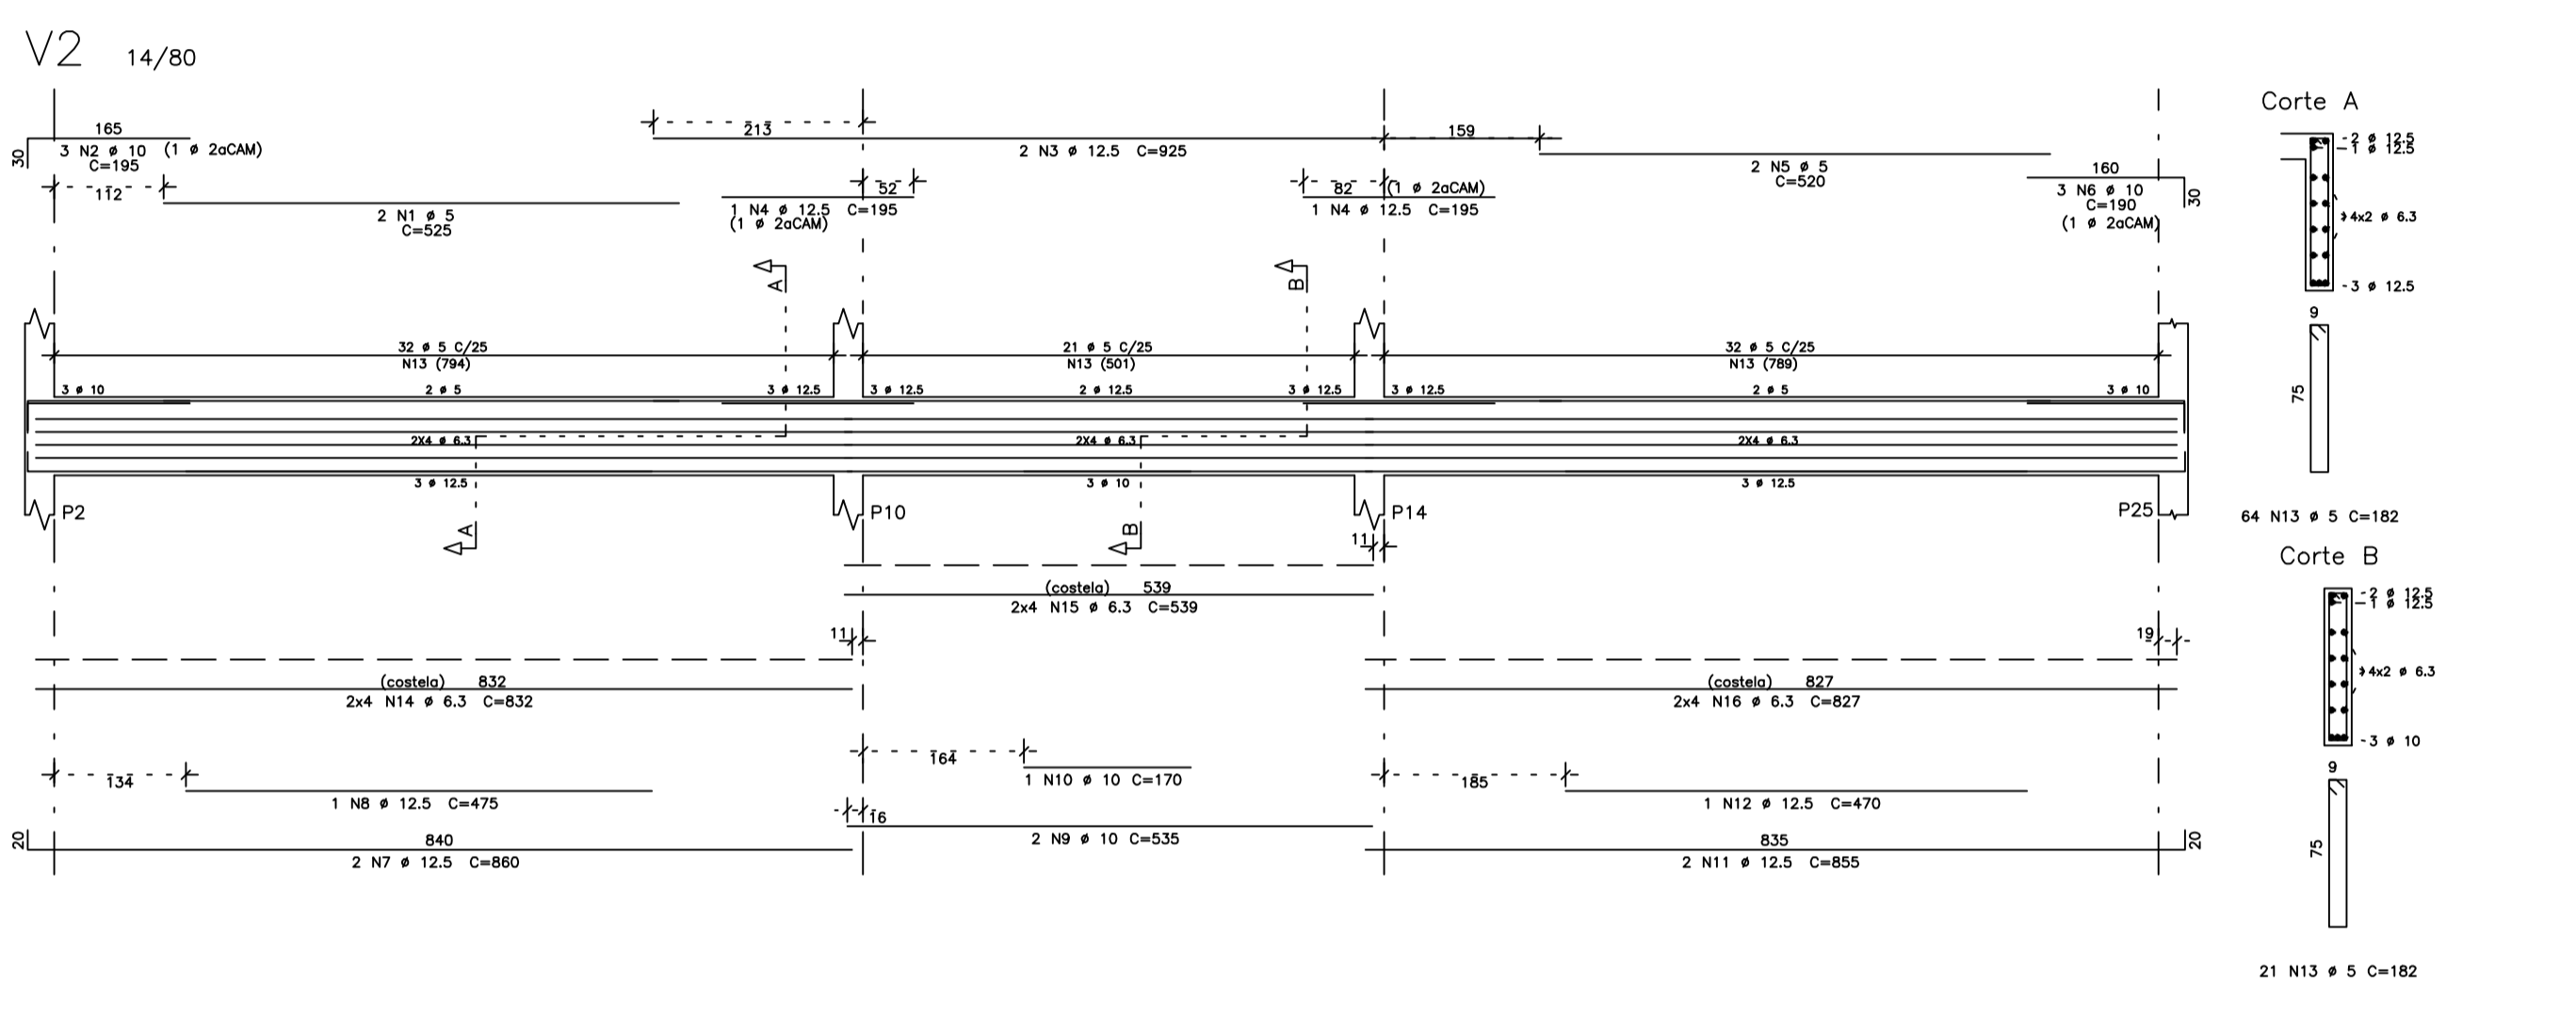 V2 14/80
165
3 N2 ø 10 (1 ø 2aCAM)
C=195
30
112
2 N1 ø 5
C=525
213
2 N3 ø 12.5 C=925
52
1 N4 ø 12.5 C=195
(1 ø 2aCAM)
82
(1 ø 2aCAM)
1 N4 ø 12.5 C=195
159
2 N5 ø 5
C=520
160
3 N6 ø 10
C=190
(1 ø 2aCAM)
30
A
B
32 ø 5 C/25
N13 (794)
21 ø 5 C/25
N13 (501)
32 ø 5 C/25
N13 (789)
3 ø 10
2 ø 5
3 ø 12.5
3 ø 12.5
2 ø 12.5
3 ø 12.5
3 ø 12.5
2 ø 5
3 ø 10
2X4 ø 6.3
2X4 ø 6.3
2X4 ø 6.3
3 ø 12.5
3 ø 10
3 ø 12.5
P2
P10
P14
P25
A
B
11
(costela) 539
2x4 N15 ø 6.3 C=539
11
19
(costela) 832
2x4 N14 ø 6.3 C=832
(costela) 827
2x4 N16 ø 6.3 C=827
164
1 N10 ø 10 C=170
134
1 N8 ø 12.5 C=475
185
1 N12 ø 12.5 C=470
16
2 N9 ø 10 C=535
20
840
2 N7 ø 12.5 C=860
835
2 N11 ø 12.5 C=855
20
Corte A
2 ø 12.5
1 ø 12.5
4x2 ø 6.3
3 ø 12.5
9
75
64 N13 ø 5 C=182
Corte B
2 ø 12.5
1 ø 12.5
4x2 ø 6.3
3 ø 10
9
75
21 N13 ø 5 C=182